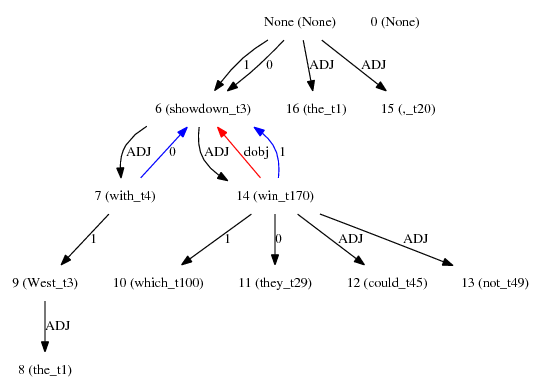 None (None) 0 (None)
1 0 ADJ ADJ
6 (showdown_t3) 16 (the_t1) 15 (,_t20)
ADJ 0 ADJ dobj 1
7 (with_t4) 14 (win_t170)
1 1 0 ADJ ADJ
9 (West_t3) 10 (which_t100) 11 (they_t29) 12 (could_t45) 13 (not_t49)
ADJ
8 (the_t1)